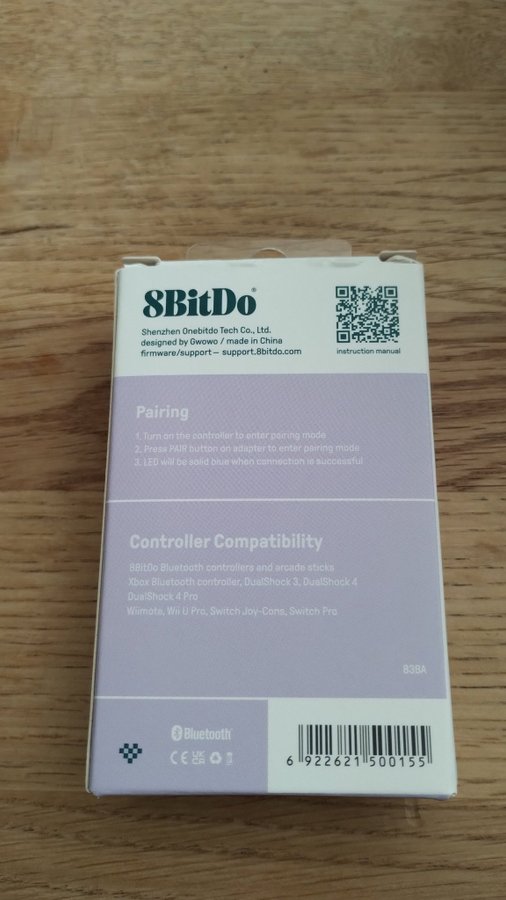 8BitDo®
Shenzhen Onebitdo Tech Co., Ltd.
designed by Gwowo / made in China
firmware/support— support.8bitdo.com
instruction manual
Pairing
1. Turn on the controller to enter pairing mode
2. Press PAIR button on adapter to enter pairing mode
3. LED will be solid blue when connection is successful
Controller Compatibility
8BitDo Bluetooth controllers and arcade sticks
Xbox Bluetooth controller, DualShock 3, DualShock 4
DualShock 4 Pro
Wiimote, Wii U Pro, Switch Joy-Cons, Switch Pro
83BA
Bluetooth®
CE UK CA
6 922621 500155